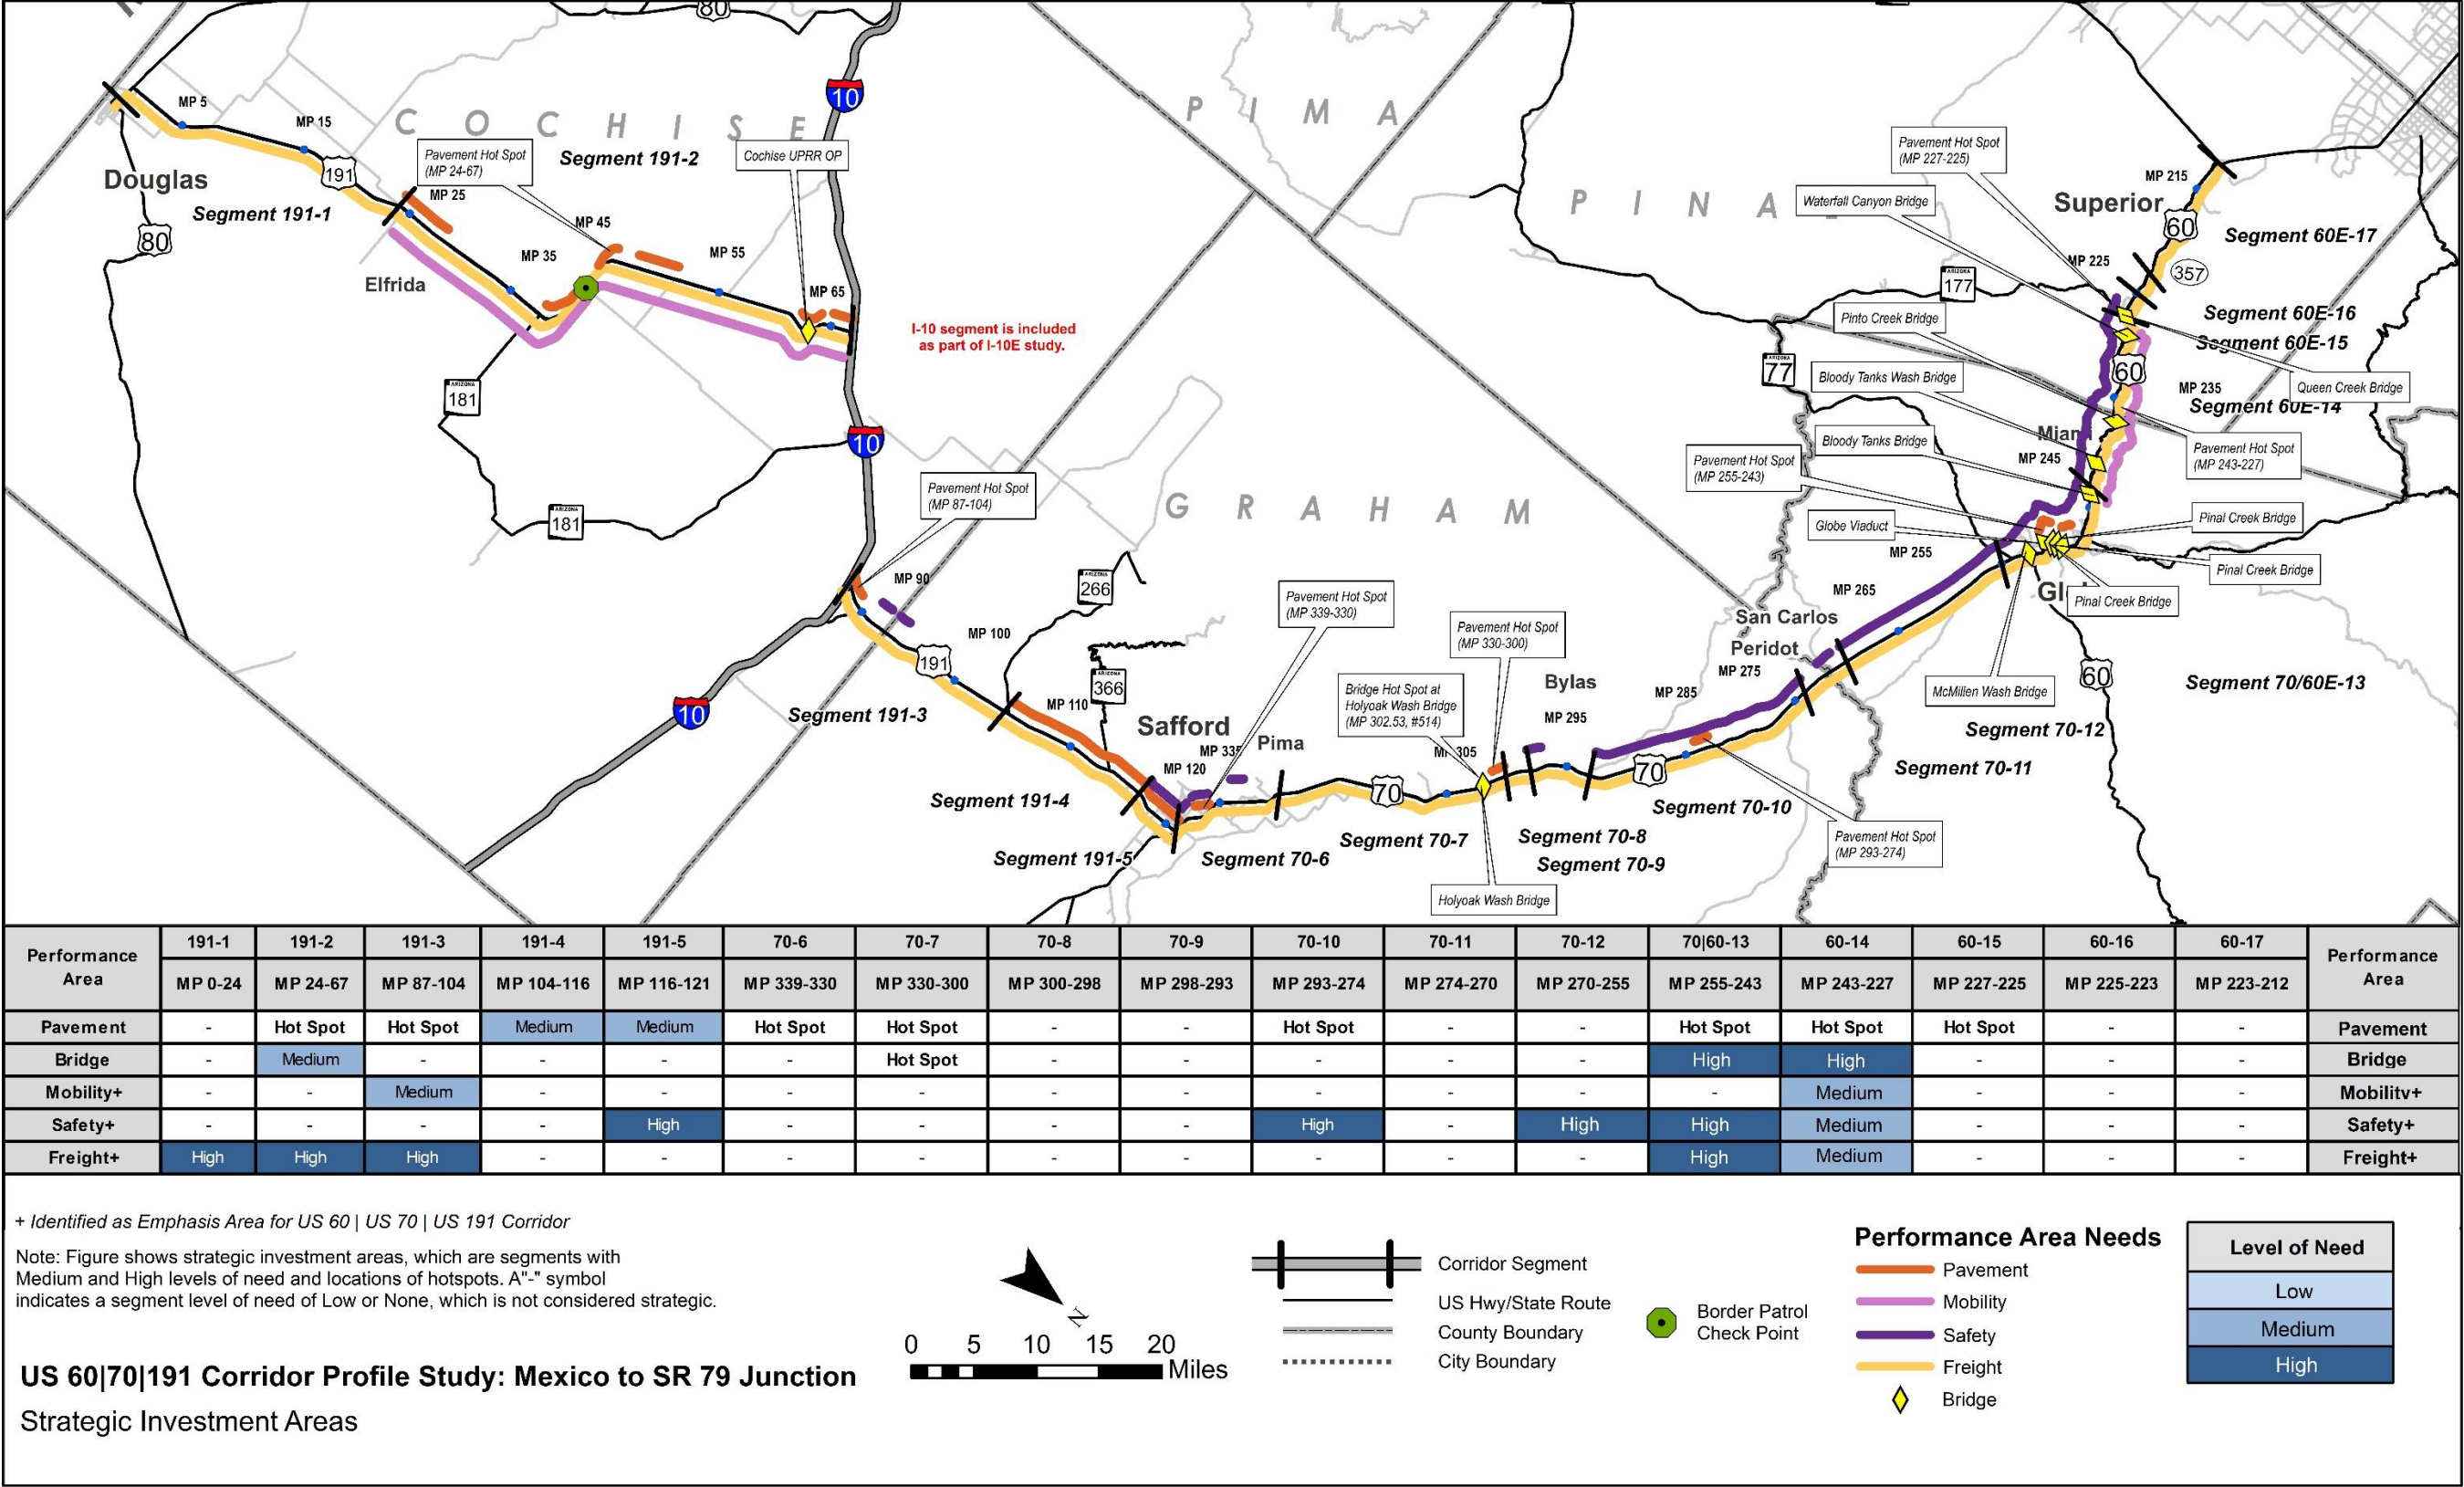 80
10
C O C H I S E
P I M A
P I N A L
G R A H A M
MP 5
MP 15
191
Douglas
80
Segment 191-1
Pavement Hot Spot
(MP 24-67)
Segment 191-2
Cochise UPRR OP
MP 25
MP 45
MP 35
MP 55
MP 65
Elfrida
I-10 segment is included
as part of I-10E study.
ARIZONA
181
ARIZONA
181
10
10
Pavement Hot Spot
(MP 87-104)
MP 90
MP 100
191
Segment 191-3
ARIZONA
266
ARIZONA
366
MP 110
Safford
MP 335
Pima
MP 120
Segment 191-4
Segment 191-5
Segment 70-6
Pavement Hot Spot
(MP 339-330)
Bridge Hot Spot at
Holyoak Wash Bridge
(MP 302.53, #514)
Pavement Hot Spot
(MP 330-300)
70
MP 305
Segment 70-7
Holyoak Wash Bridge
Bylas
MP 295
Segment 70-8
Segment 70-9
70
MP 285
MP 275
Segment 70-10
Pavement Hot Spot
(MP 293-274)
San Carlos
Peridot
MP 265
Segment 70-11
Segment 70-12
Segment 70/60E-13
McMillen Wash Bridge
60
MP 255
Globe Viaduct
Pinal Creek Bridge
Pinal Creek Bridge
Pinal Creek Bridge
Pavement Hot Spot
(MP 255-243)
Bloody Tanks Bridge
Bloody Tanks Wash Bridge
Pinto Creek Bridge
Waterfall Canyon Bridge
Pavement Hot Spot
(MP 227-225)
ARIZONA
177
ARIZONA
77
Miami
MP 245
Pavement Hot Spot
(MP 243-227)
MP 235
Segment 60E-14
Queen Creek Bridge
60
Segment 60E-15
Segment 60E-16
357
MP 225
Segment 60E-17
60
Superior
MP 215
Performance Area 191-1 191-2 191-3 191-4 191-5 70-6 70-7 70-8 70-9 70-10 70-11 70-12 70|60-13 60-14 60-15 60-16 60-17 Performance Area
MP 0-24 MP 24-67 MP 87-104 MP 104-116 MP 116-121 MP 339-330 MP 330-300 MP 300-298 MP 298-293 MP 293-274 MP 274-270 MP 270-255 MP 255-243 MP 243-227 MP 227-225 MP 225-223 MP 223-212
Pavement - Hot Spot Hot Spot Medium Medium Hot Spot Hot Spot - - Hot Spot - - Hot Spot Hot Spot Hot Spot - - Pavement
Bridge - Medium - - - - Hot Spot - - - - - High High - - - Bridge
Mobility+ - - Medium - - - - - - - - - - Medium - - - Mobility+
Safety+ - - - - High - - - - High - High High Medium - - - Safety+
Freight+ High High High - - - - - - - - - High Medium - - - Freight+
+ Identified as Emphasis Area for US 60 | US 70 | US 191 Corridor
Note: Figure shows strategic investment areas, which are segments with
Medium and High levels of need and locations of hotspots. A"-" symbol
indicates a segment level of need of Low or None, which is not considered strategic.
US 60|70|191 Corridor Profile Study: Mexico to SR 79 Junction
Strategic Investment Areas
N
0 5 10 15 20
Miles
Corridor Segment
US Hwy/State Route
County Boundary
City Boundary
Border Patrol
Check Point
Performance Area Needs
Pavement
Mobility
Safety
Freight
Bridge
Level of Need
Low
Medium
High